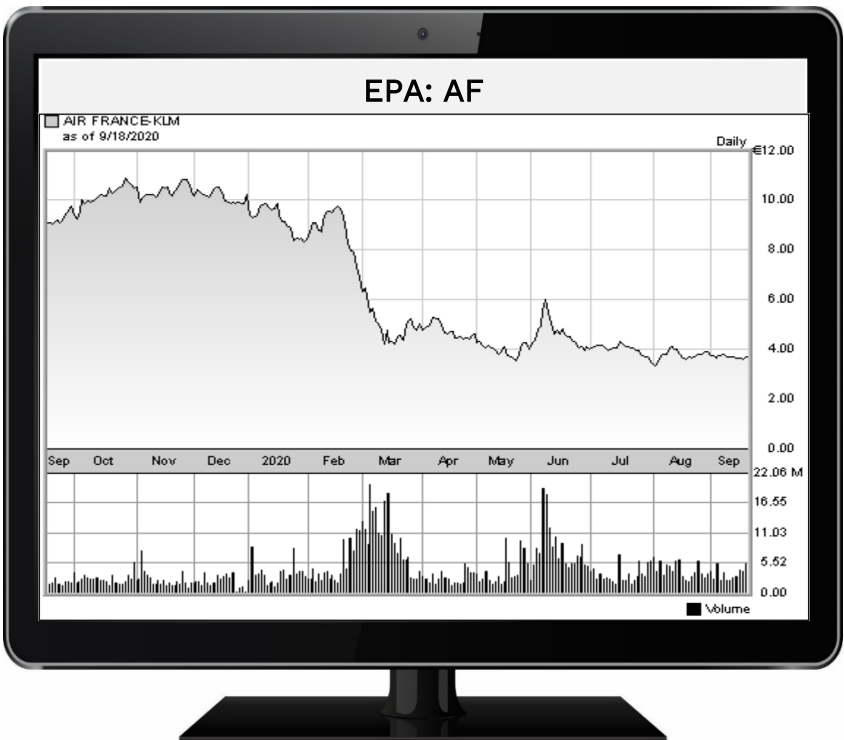 EPA: AF
AIR FRANCE-KLM
as of 9/18/2020
Daily
€12.00
10.00
8.00
6.00
4.00
2.00
0.00
Sep Oct Nov Dec 2020 Feb Mar Apr May Jun Jul Aug Sep
22.06 M
16.55
11.03
5.52
0.00
Volume